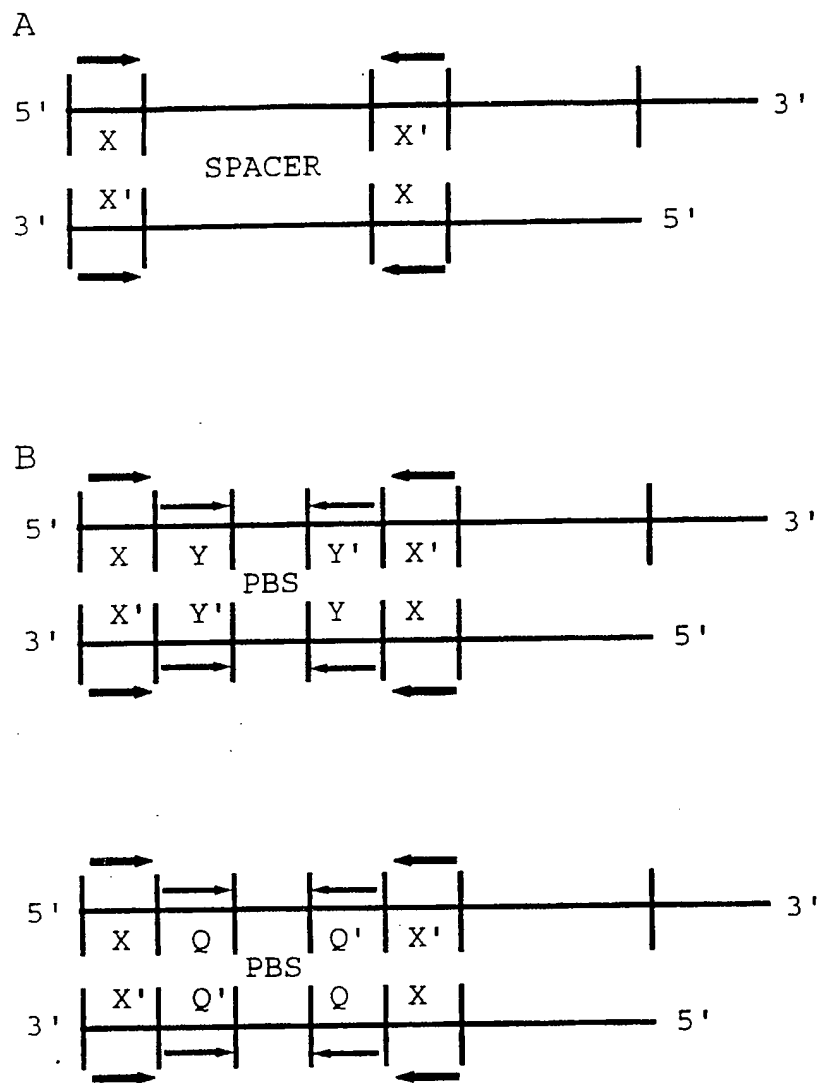 A
5' 3'
X X'
SPACER
X' X
3' 5'
B
5' 3'
X Y Y' X'
PBS
X' Y' Y X
3' 5'
5' 3'
X Q Q' X'
PBS
X' Q' Q X
3' 5'